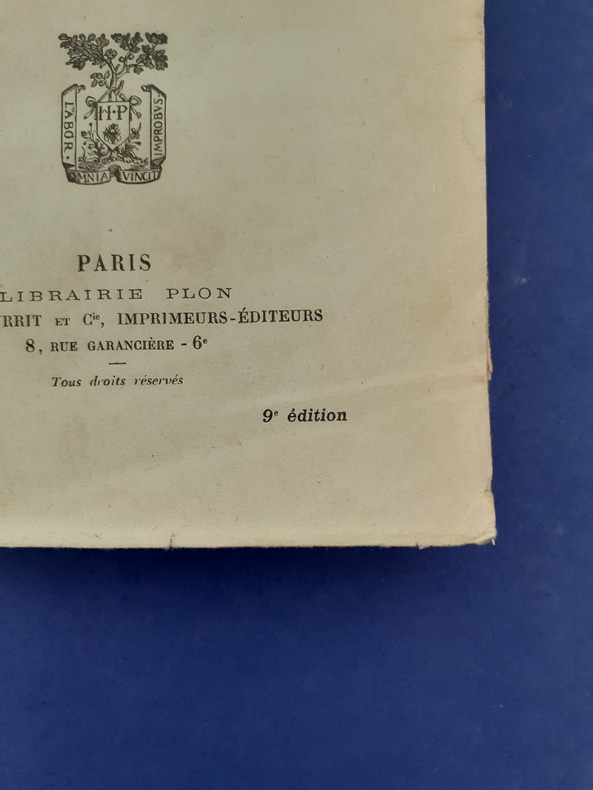 LABOR.
IMPROBVS.
H·P
OMNIA VINCIT
PARIS
LIBRAIRIE PLON
RRIT ET Cie, IMPRIMEURS-ÉDITEURS
8, RUE GARANCIÈRE - 6e
Tous droits réservés
9e édition